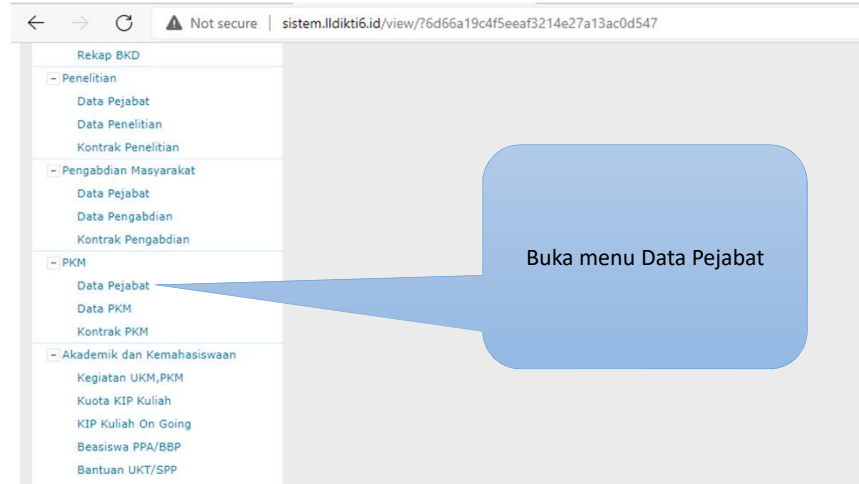 Not secure | sistem.lldikti6.id/view/?6d66a19c4f5eeaf3214e27a13ac0d547
Rekap BKD
Penelitian
Data Pejabat
Data Penelitian
Kontrak Penelitian
Pengabdian Masyarakat
Data Pejabat
Data Pengabdian
Kontrak Pengabdian
PKM
Data Pejabat
Data PKM
Kontrak PKM
Akademik dan Kemahasiswaan
Kegiatan UKM,PKM
Kuota KIP Kuliah
KIP Kuliah On Going
Beasiswa PPA/BBP
Bantuan UKT/SPP
Buka menu Data Pejabat